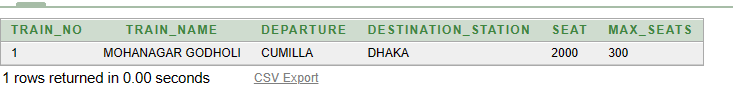 TRAIN_NO TRAIN_NAME DEPARTURE DESTINATION_STATION SEAT MAX_SEATS
1 MOHANAGAR GODHOLI CUMILLA DHAKA 2000 300
1 rows returned in 0.00 seconds CSV Export